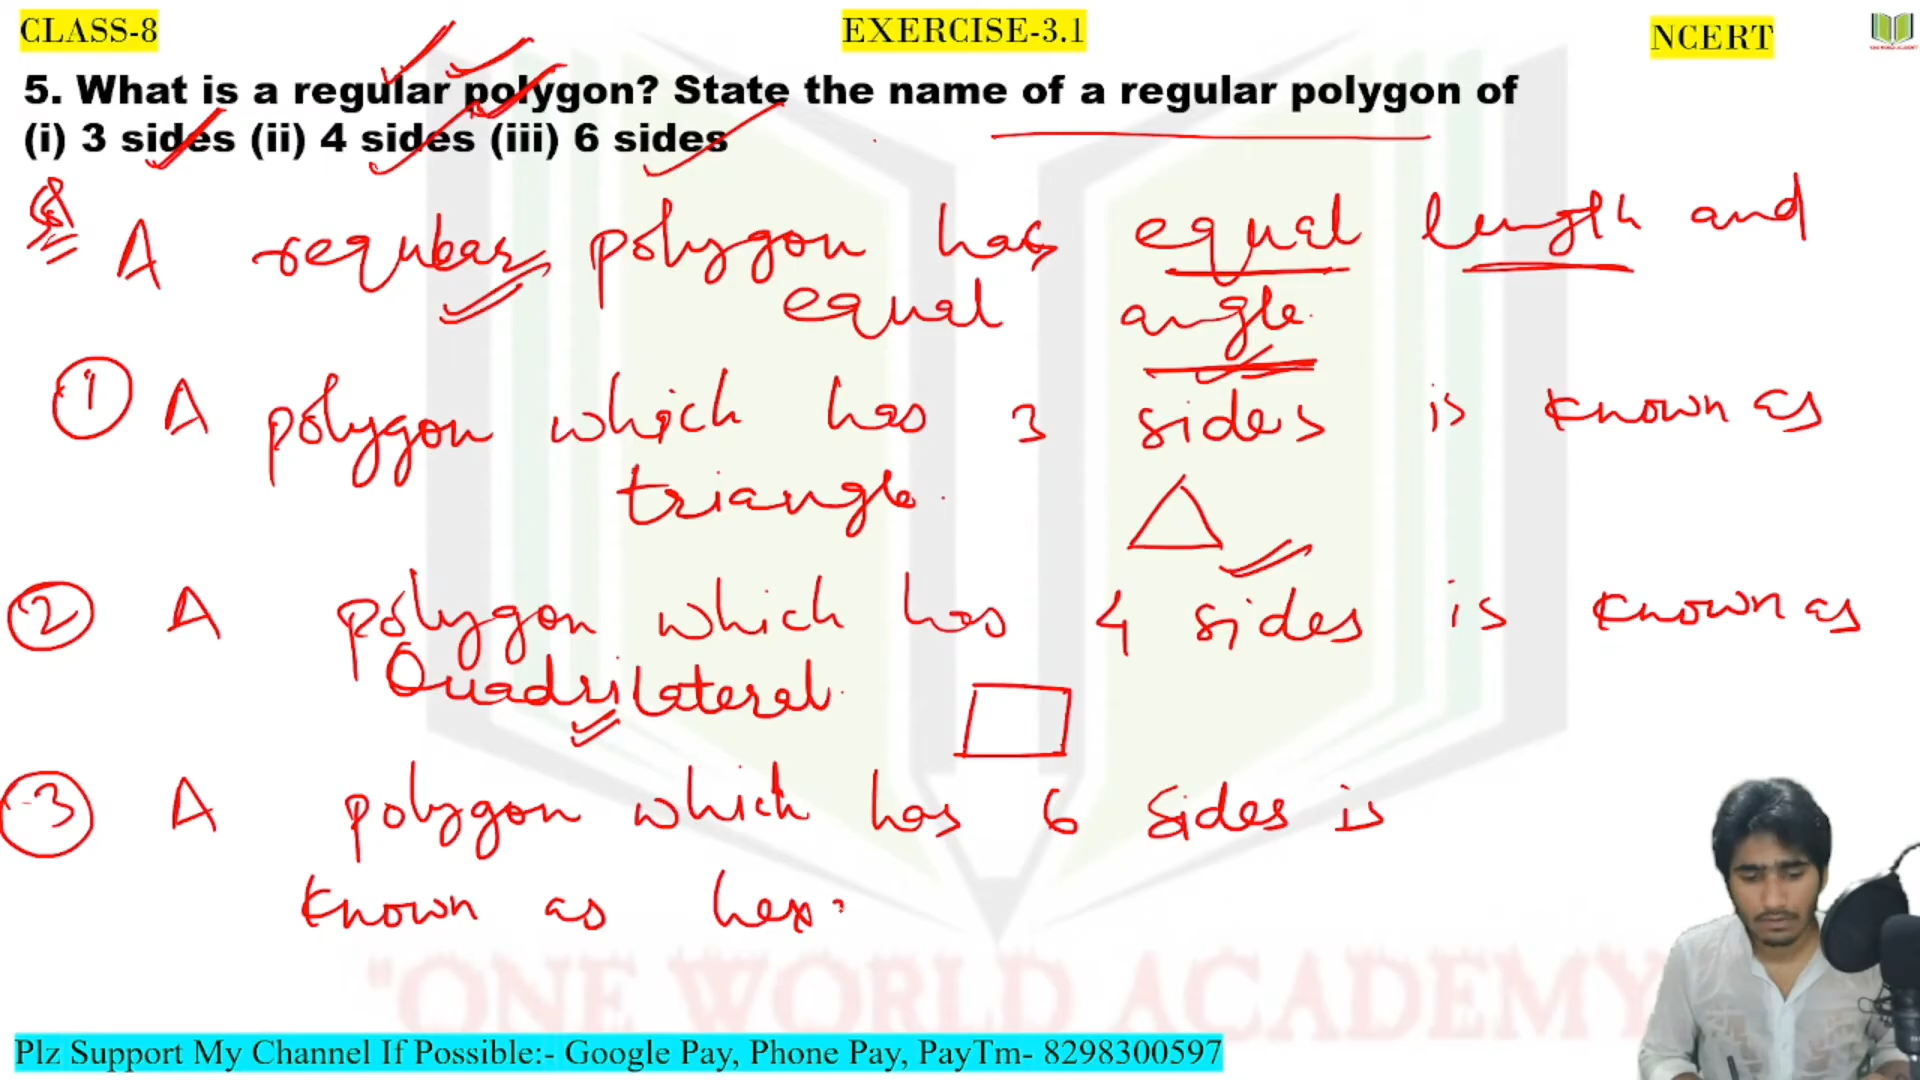 CLASS-8
EXERCISE-3.1
NCERT
5. What is a regular polygon? State the name of a regular polygon of
(i) 3 sides (ii) 4 sides (iii) 6 sides
A regular polygon has equal length and
equal angle.
① A polygon which has 3 sides is known as
triangle.
② A polygon which has 4 sides is known as
Quadrilateral.
③ A polygon which has 6 sides is
known as hexa
"ONE WORLD ACADEMY
Plz Support My Channel If Possible:- Google Pay, Phone Pay, PayTm- 8298300597